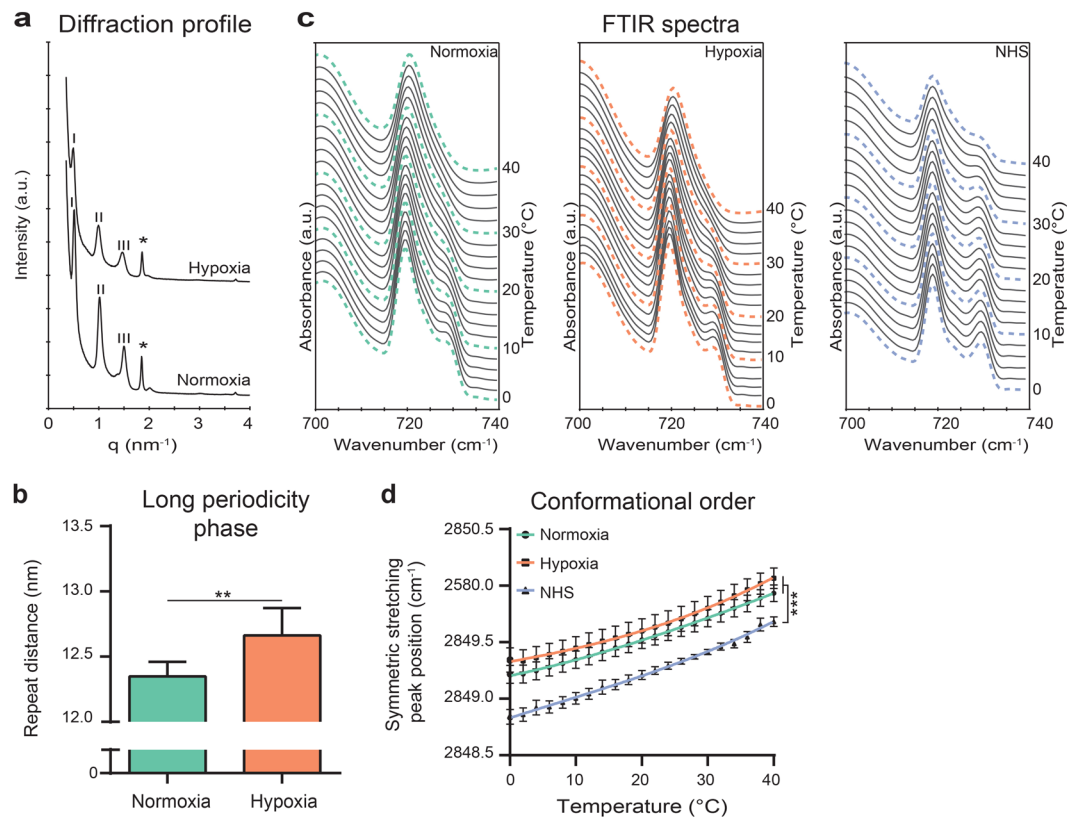 a Diffraction profile
Intensity (a.u.)
I
II
III
*
Hypoxia
I
II
III
*
Normoxia
0 1 2 3 4
q (nm-1)
c FTIR spectra
Normoxia
Absorbance (a.u.)
40
30
20
10
0
Temperature (°C)
700 720 740
Wavenumber (cm-1)
Hypoxia
Absorbance (a.u.)
40
30
20
10
0
Temperature (°C)
700 720 740
Wavenumber (cm-1)
NHS
Absorbance (a.u.)
40
30
20
10
0
Temperature (°C)
700 720 740
Wavenumber (cm-1)
b Long periodicity
phase
Repeat distance (nm)
13.5
13.0
12.5
12.0
0
**
Normoxia Hypoxia
d Conformational order
Symmetric stretching
peak position (cm-1)
2850.5
2580.0
2849.5
2849.0
2848.5
Normoxia
Hypoxia
NHS
***
0 10 20 30 40
Temperature (°C)